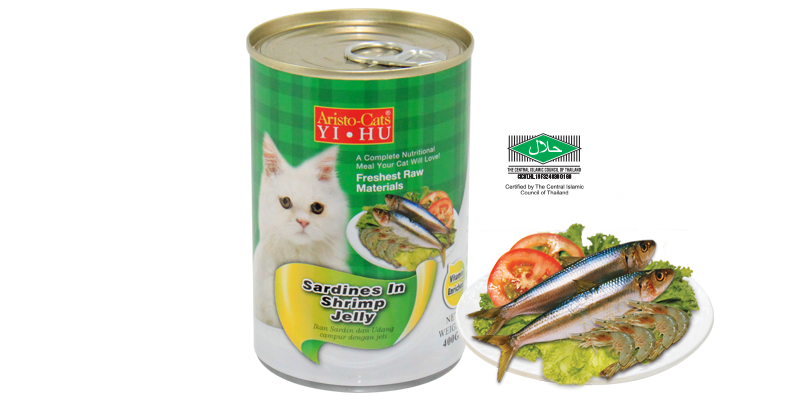 Aristo-Cats®
YI•HU
A Complete Nutritional
Meal Your Cat Will Love!
Freshest Raw
Materials
Sardines In
Shrimp
Jelly
Ikan Sardin dan Udang
campur dengan jeli
400G
حلال
THE CENTRAL ISLAMIC COUNCIL OF THAILAND
Certified by The Central Islamic
Council of Thailand